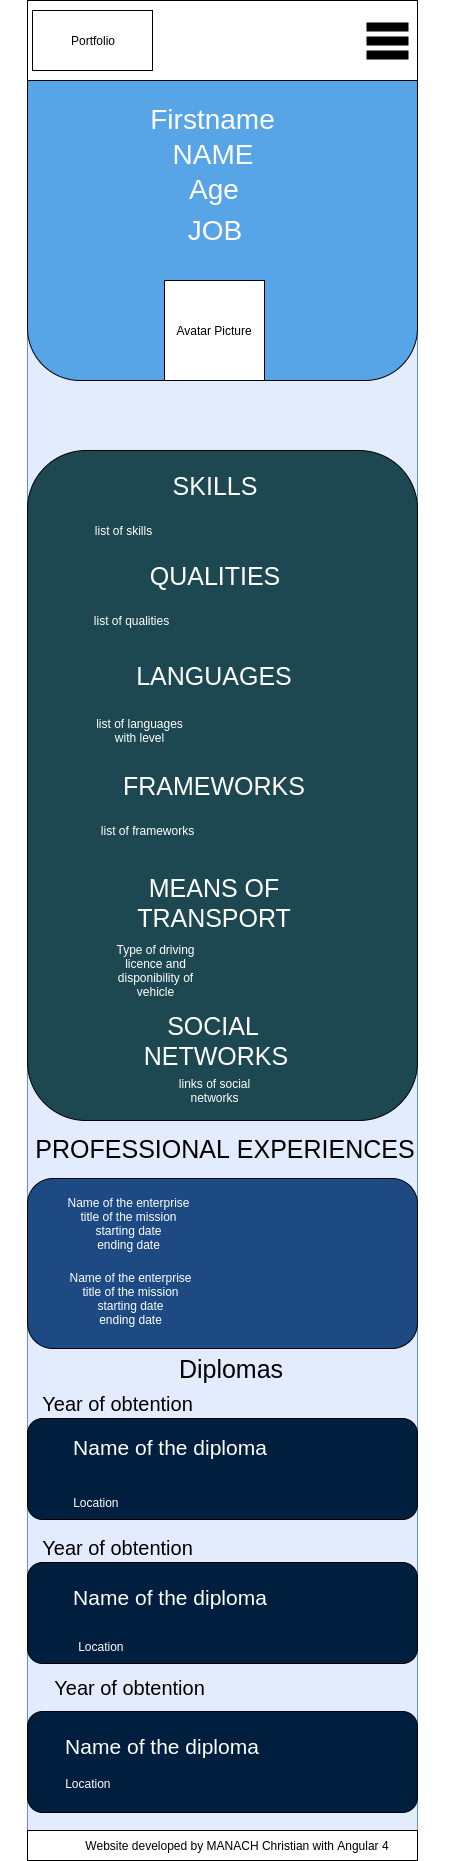 Portfolio
Firstname
NAME
Age
JOB
Avatar Picture
SKILLS
list of skills
QUALITIES
list of qualities
LANGUAGES
list of languages
with level
FRAMEWORKS
list of frameworks
MEANS OF
TRANSPORT
Type of driving
licence and
disponibility of
vehicle
SOCIAL
NETWORKS
links of social
networks
PROFESSIONAL EXPERIENCES
Name of the enterprise
title of the mission
starting date
ending date
Name of the enterprise
title of the mission
starting date
ending date
Diplomas
Year of obtention
Name of the diploma
Location
Year of obtention
Name of the diploma
Location
Year of obtention
Name of the diploma
Location
Website developed by MANACH Christian with Angular 4